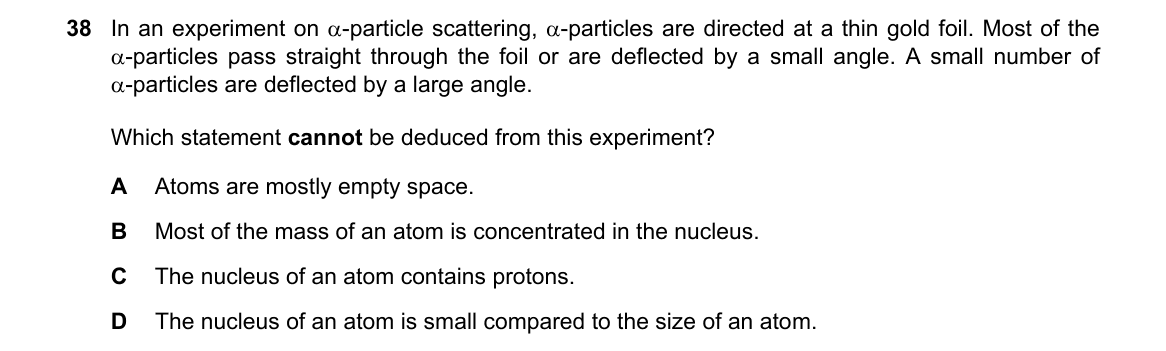 38 In an experiment on α-particle scattering, α-particles are directed at a thin gold foil. Most of the
α-particles pass straight through the foil or are deflected by a small angle. A small number of
α-particles are deflected by a large angle.
Which statement cannot be deduced from this experiment?
A Atoms are mostly empty space.
B Most of the mass of an atom is concentrated in the nucleus.
C The nucleus of an atom contains protons.
D The nucleus of an atom is small compared to the size of an atom.